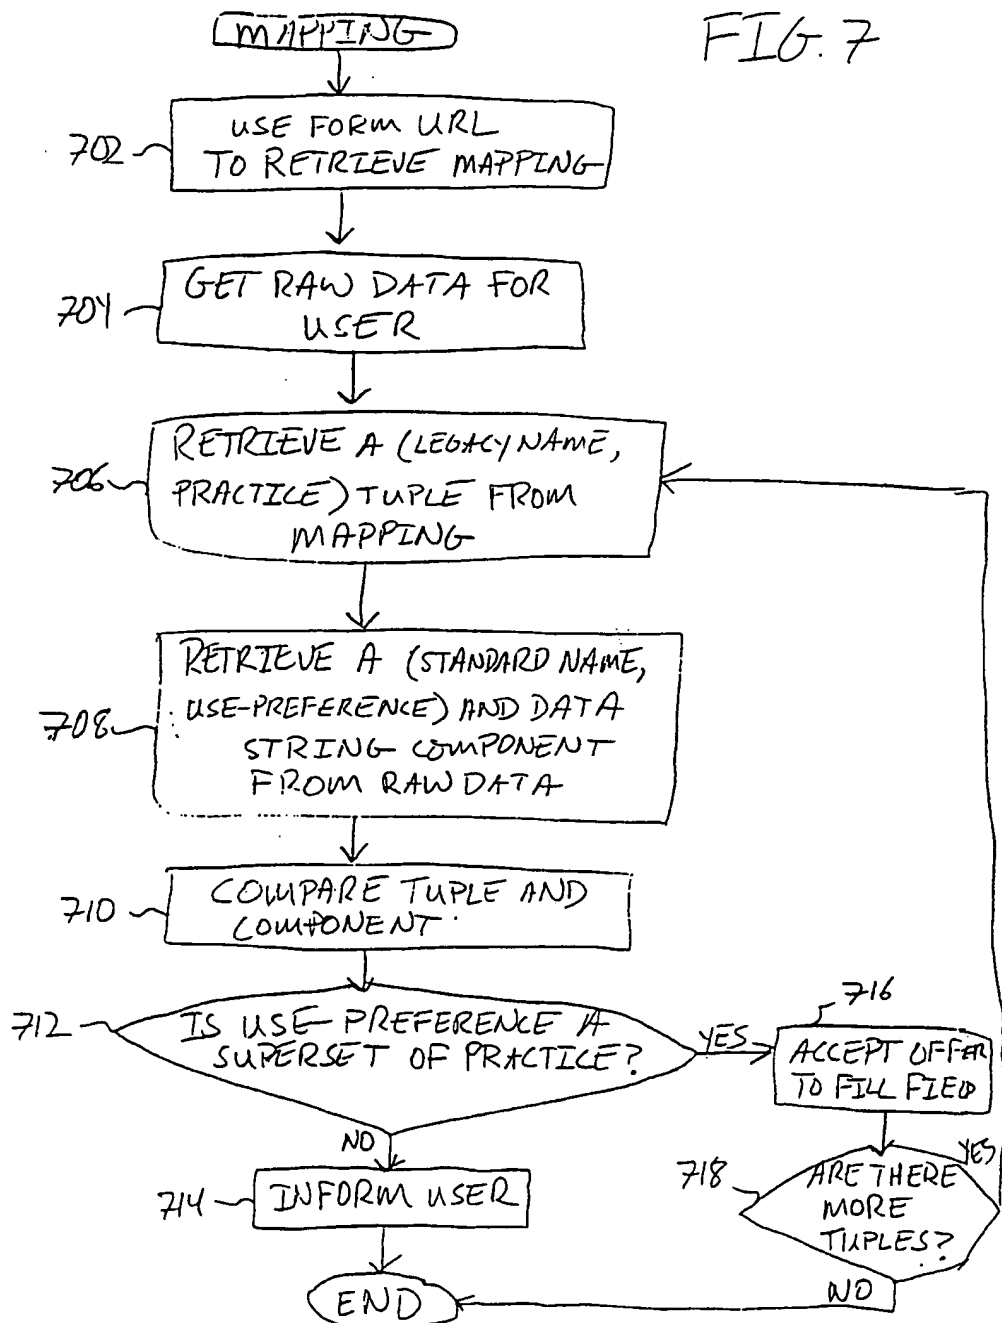 MAPPING
FIG. 7
702
USE FORM URL
TO RETRIEVE MAPPING
704
GET RAW DATA FOR
USER
706
RETRIEVE A (LEGACY NAME,
PRACTICE) TUPLE FROM
MAPPING
708
RETRIEVE A (STANDARD NAME,
USE-PREFERENCE) AND DATA
STRING COMPONENT
FROM RAW DATA
710
COMPARE TUPLE AND
COMPONENT
712
IS USE-PREFERENCE A
SUPERSET OF PRACTICE?
YES
716
ACCEPT OFFER
TO FILL FIELD
NO
714
INFORM USER
718
ARE THERE
MORE
TUPLES?
YES
NO
END